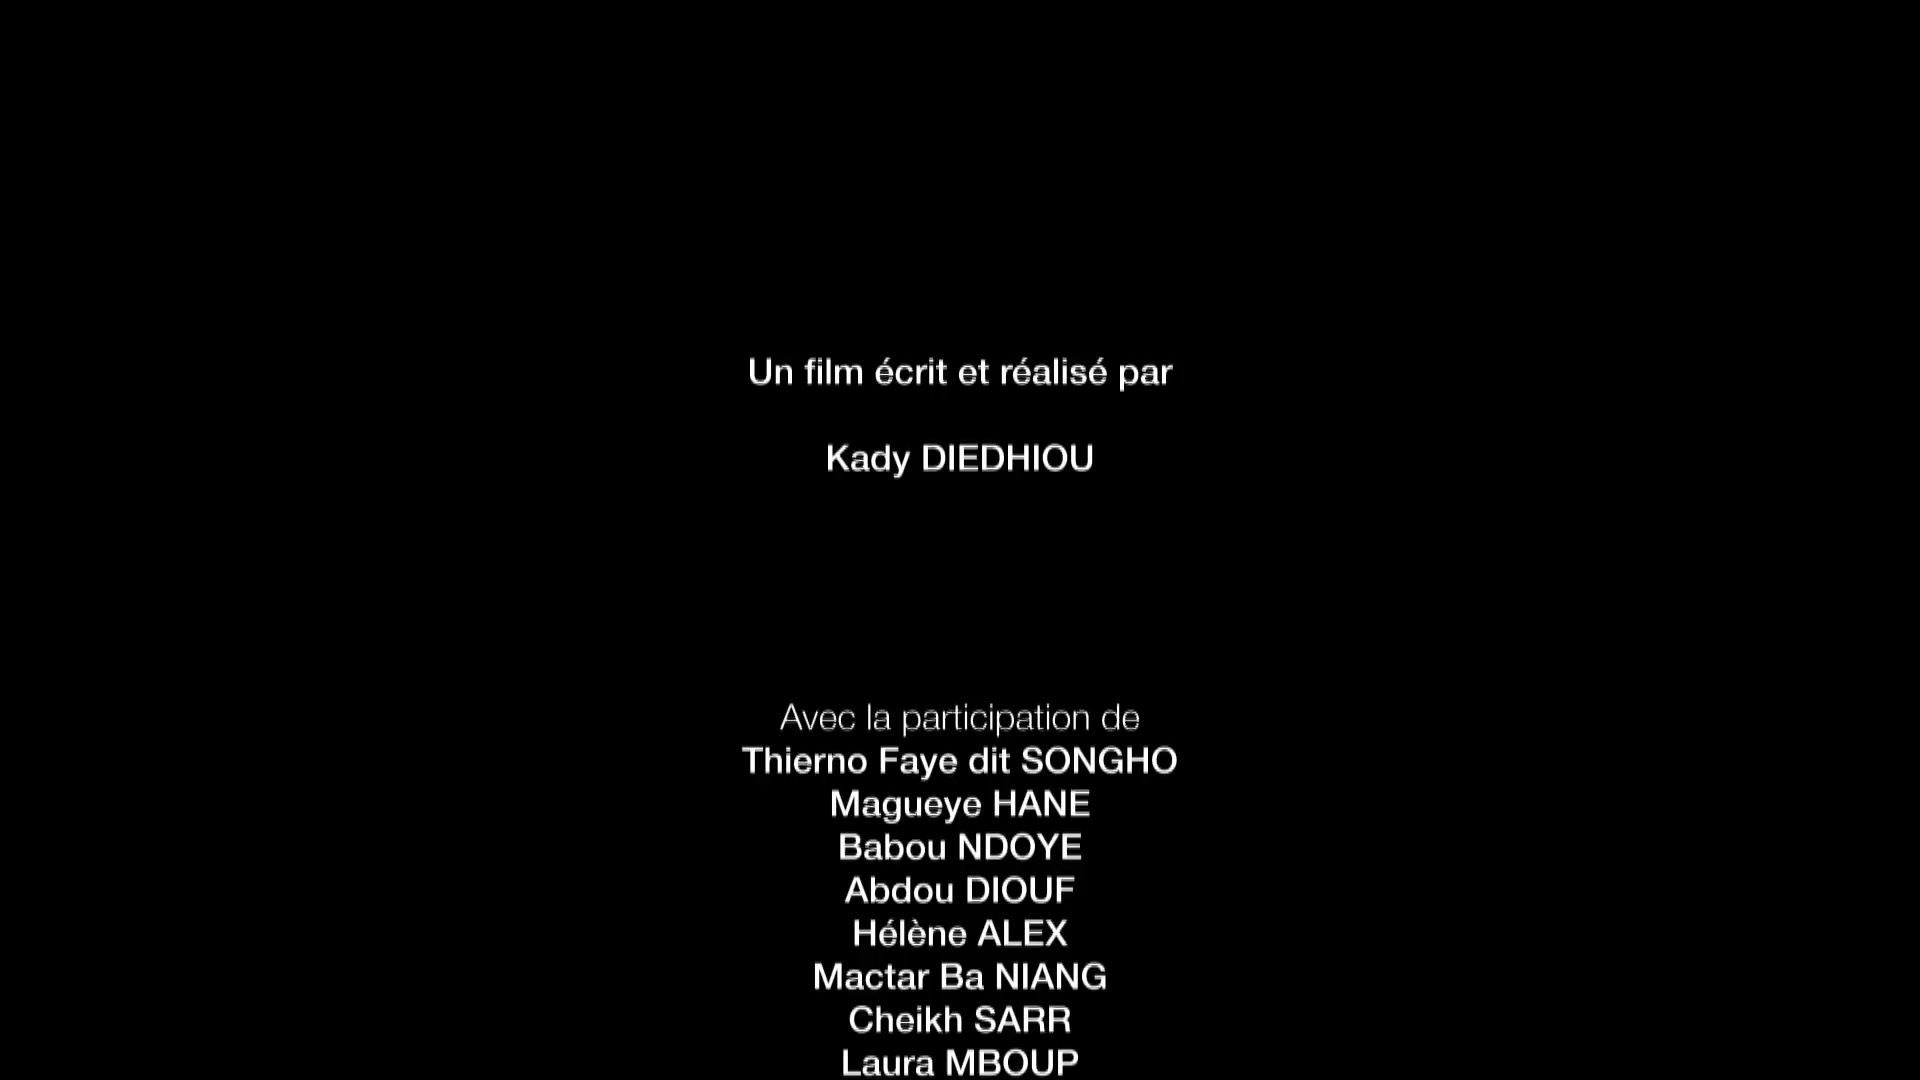 Un film écrit et réalisé par
Kady DIEDHIOU
Avec la participation de
Thierno Faye dit SONGHO
Magueye HANE
Babou NDOYE
Abdou DIOUF
Hélène ALEX
Mactar Ba NIANG
Cheikh SARR
Laura MBOUP